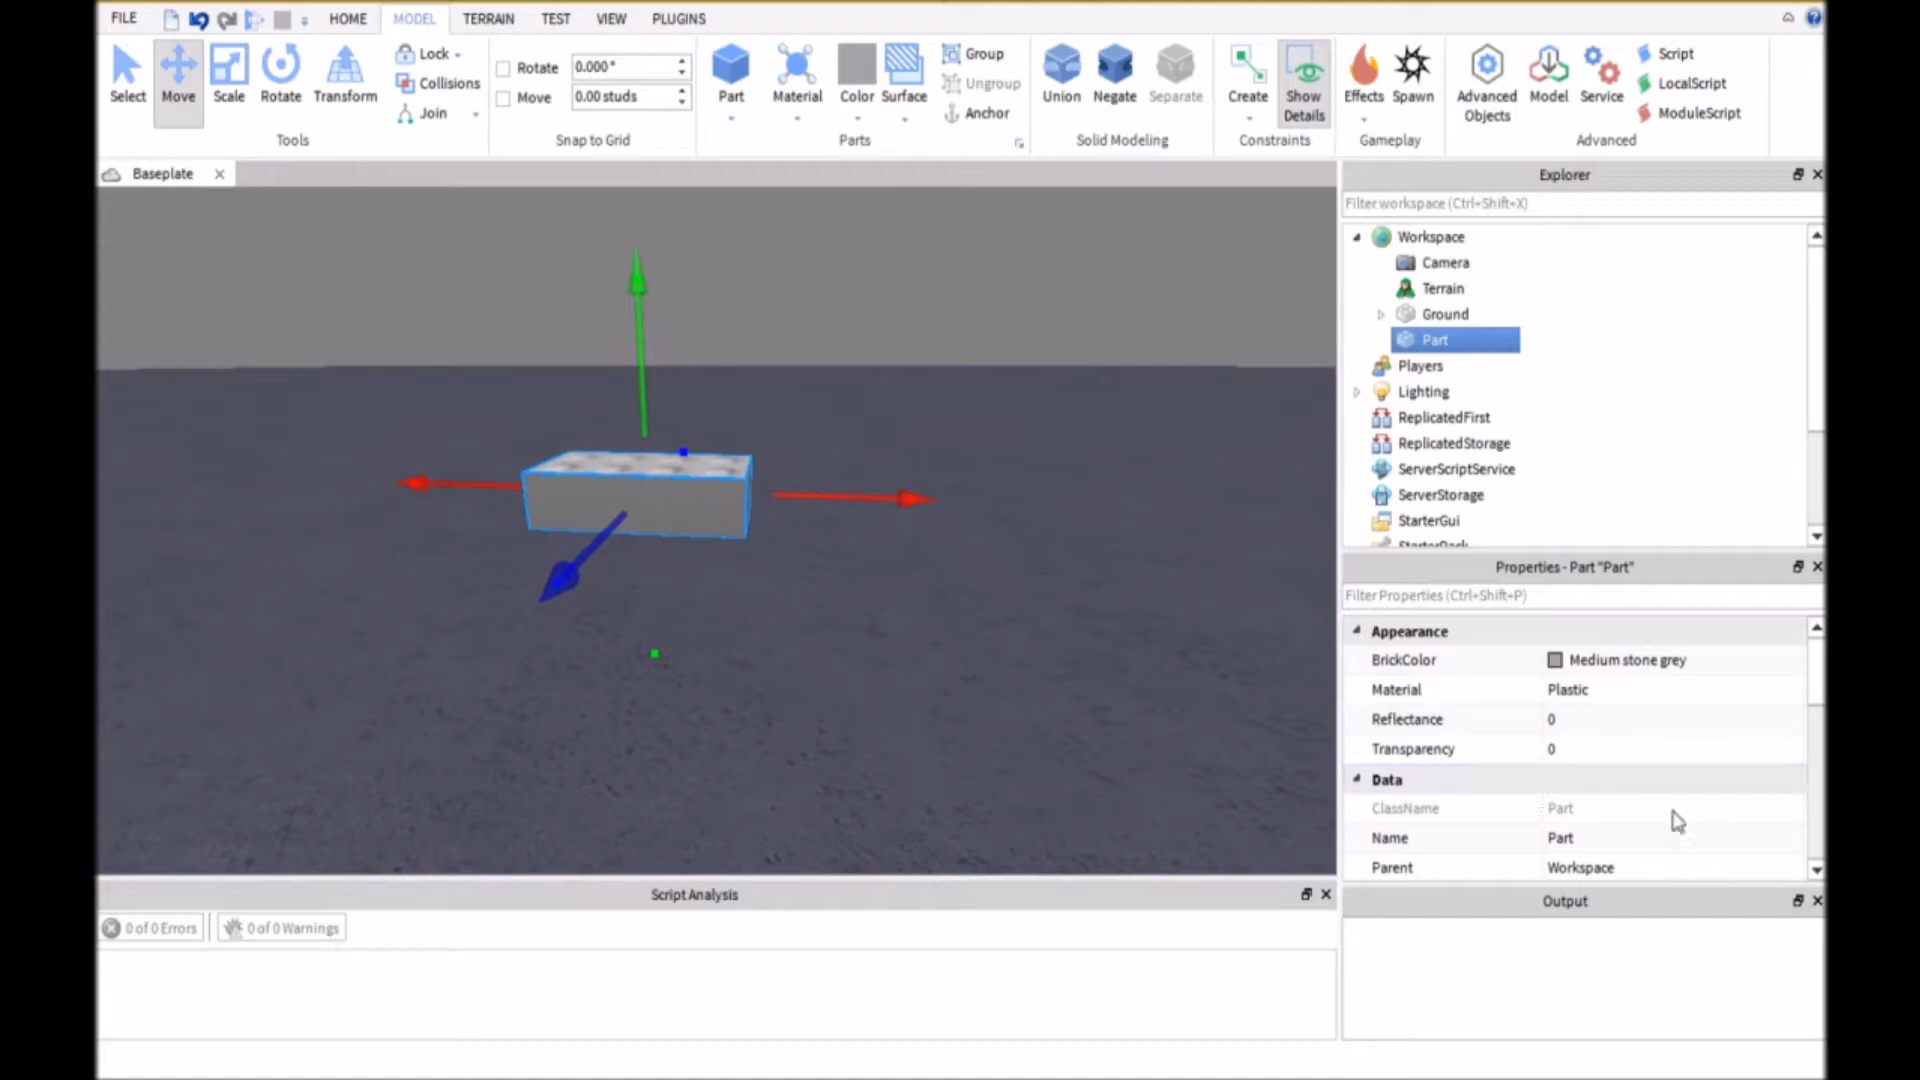 FILE HOME MODEL TERRAIN TEST VIEW PLUGINS
Select Move Scale Rotate Transform
Lock
Collisions
Join
Tools
Rotate 0.000°
Move 0.00 studs
Snap to Grid
Part Material Color Surface
Group
Ungroup
Anchor
Parts
Union Negate Separate
Solid Modeling
Create Show Details
Constraints
Effects Spawn
Gameplay
Advanced Objects Model Service
Script
LocalScript
ModuleScript
Advanced
Baseplate
Explorer
Filter workspace (Ctrl+Shift+X)
Workspace
Camera
Terrain
Ground
Part
Players
Lighting
ReplicatedFirst
ReplicatedStorage
ServerScriptService
ServerStorage
StarterGui
StarterPack
Properties - Part "Part"
Filter Properties (Ctrl+Shift+P)
Appearance
BrickColor Medium stone grey
Material Plastic
Reflectance 0
Transparency 0
Data
ClassName Part
Name Part
Parent Workspace
Script Analysis
0 of 0 Errors 0 of 0 Warnings
Output